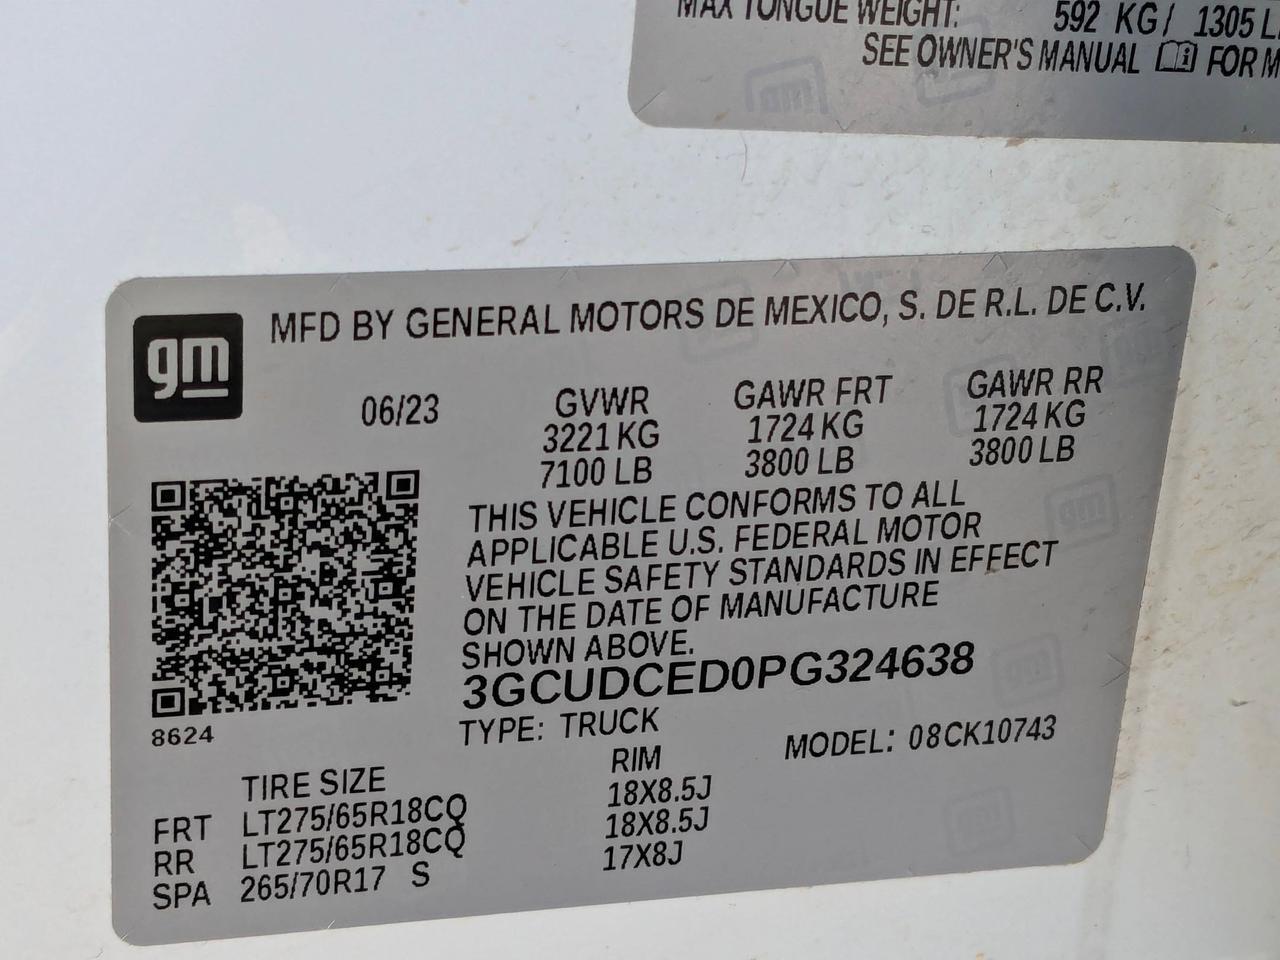 MAX TONGUE WEIGHT: 592 KG/ 1305
SEE OWNER'S MANUAL FOR
gm
MFD BY GENERAL MOTORS DE MEXICO, S. DE R.L. DE C.V.
06/23 GVWR GAWR FRT GAWR RR
3221 KG 1724 KG 1724 KG
7100 LB 3800 LB 3800 LB
THIS VEHICLE CONFORMS TO ALL
APPLICABLE U.S. FEDERAL MOTOR
VEHICLE SAFETY STANDARDS IN EFFECT
ON THE DATE OF MANUFACTURE
SHOWN ABOVE.
3GCUDCED0PG324638
8624
TYPE: TRUCK MODEL: 08CK10743
TIRE SIZE RIM
FRT LT275/65R18CQ 18X8.5J
RR LT275/65R18CQ 18X8.5J
SPA 265/70R17 S 17X8J